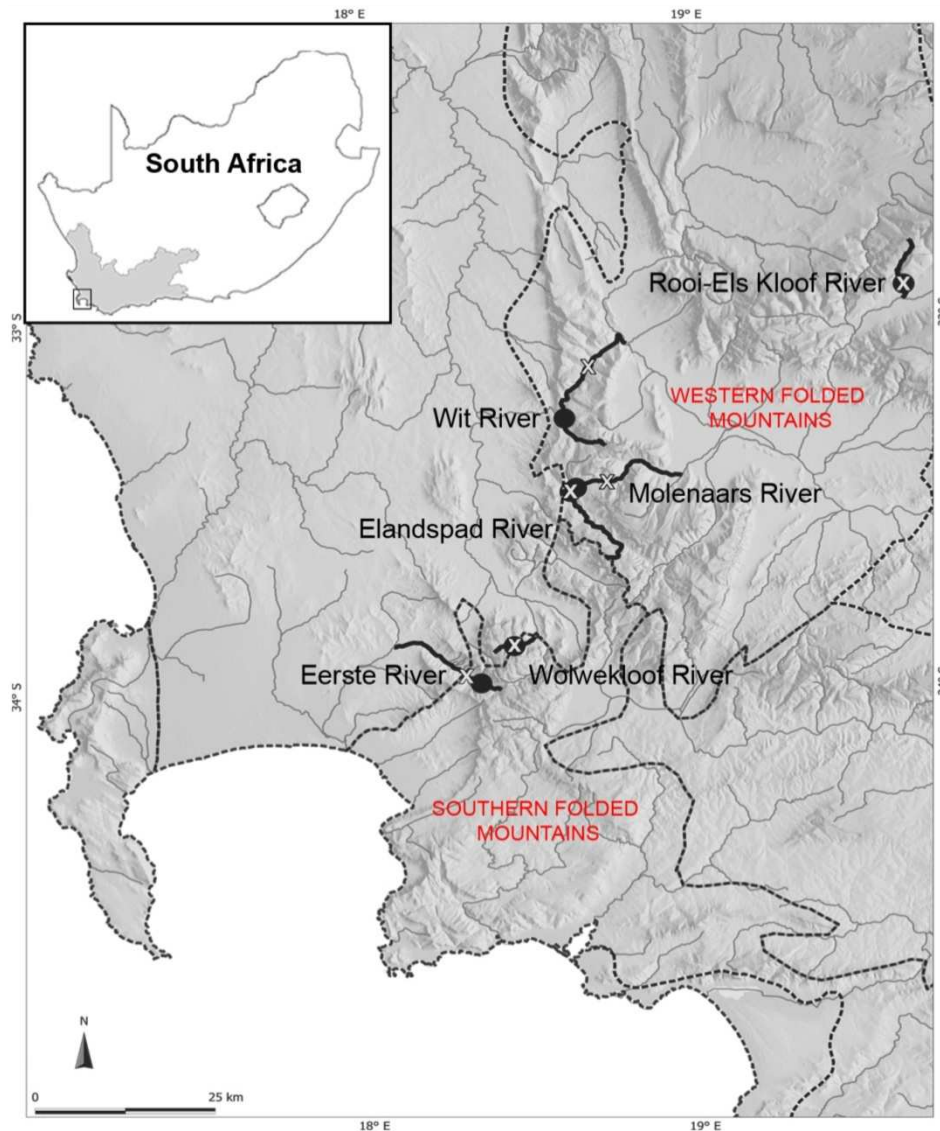 18° E
19° E
South Africa
Rooi-Els Kloof River
33° S
WESTERN FOLDED
MOUNTAINS
Wit River
Molenaars River
Elandspad River
Eerste River
Wolwekloof River
34° S
SOUTHERN FOLDED
MOUNTAINS
N
0
25 km
18° E
19° E